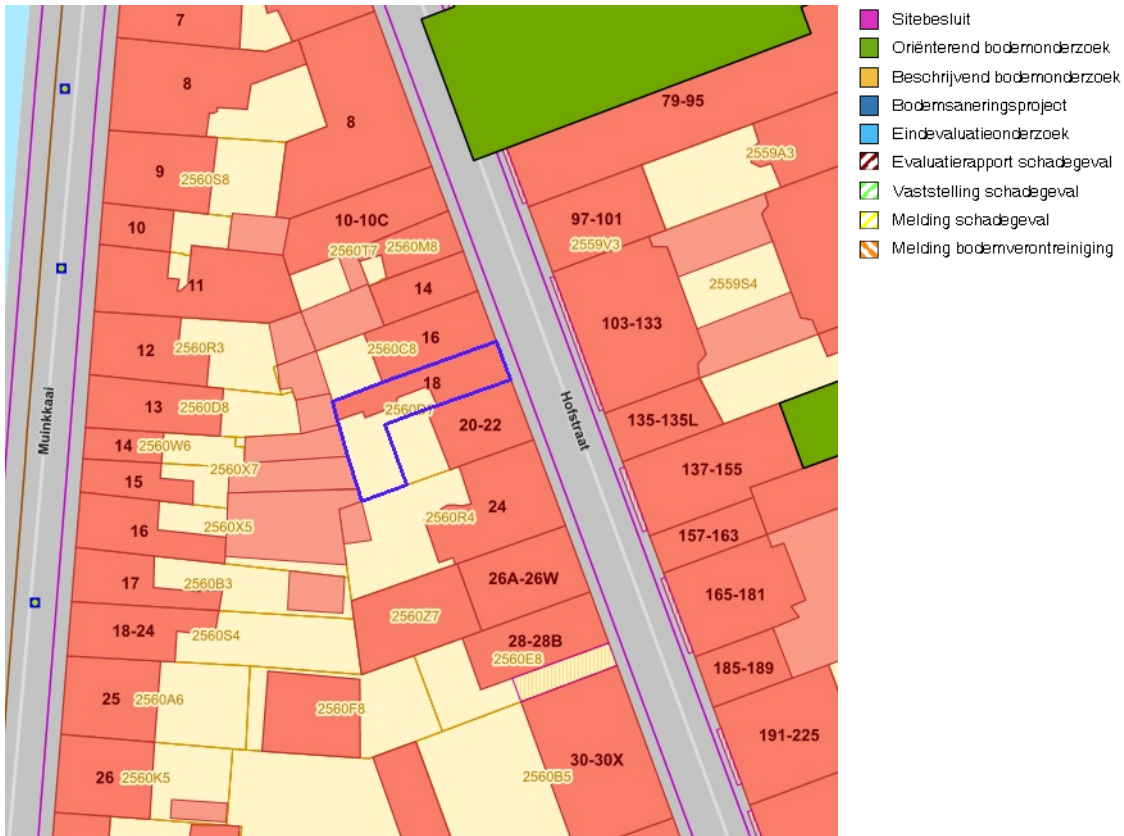 7
8
8
79-95
2559A3
9
2560S8
10
10-10C
97-101
2560T7
2560M8
2559V3
11
14
2559S4
103-133
16
12
2560R3
2560C8
18
13
2560D8
20-22
135-135L
Muinkkaai
Hofstraat
14
2560W6
2560X7
137-155
15
24
2560R4
16
2560X5
157-163
17
2560B3
26A-26W
165-181
2560Z7
18-24
2560S4
28-28B
2560E8
185-189
25
2560A6
2560F8
191-225
30-30X
26
2560K5
2560B5
Sitebesluit
Oriënterend bodemonderzoek
Beschrijvend bodemonderzoek
Bodemsaneringsproject
Eindevaluatieonderzoek
Evaluatierapport schadegeval
Vaststelling schadegeval
Melding schadegeval
Melding bodemverontreiniging